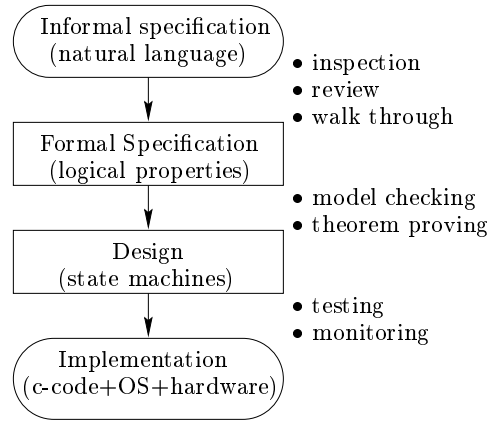 Informal specification
(natural language)
• inspection
• review
• walk through
Formal Specification
(logical properties)
• model checking
• theorem proving
Design
(state machines)
• testing
• monitoring
Implementation
(c-code+OS+hardware)